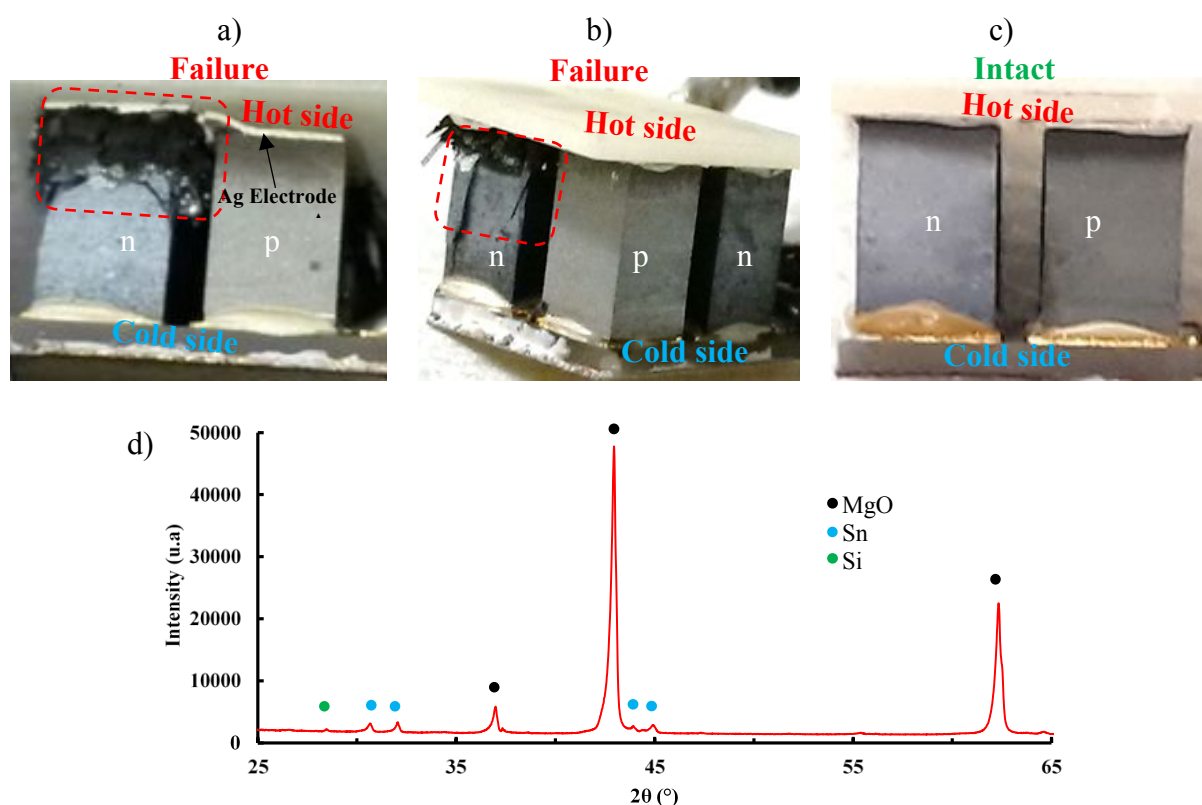 a)
Failure
Hot side
Ag Electrode
n
p
Cold side
b)
Failure
Hot side
n
p
n
Cold side
c)
Intact
Hot side
n
p
Cold side
d)
Intensity (u.a)
50000
40000
30000
20000
10000
0
MgO
Sn
Si
25
35
45
55
65
2θ (°)